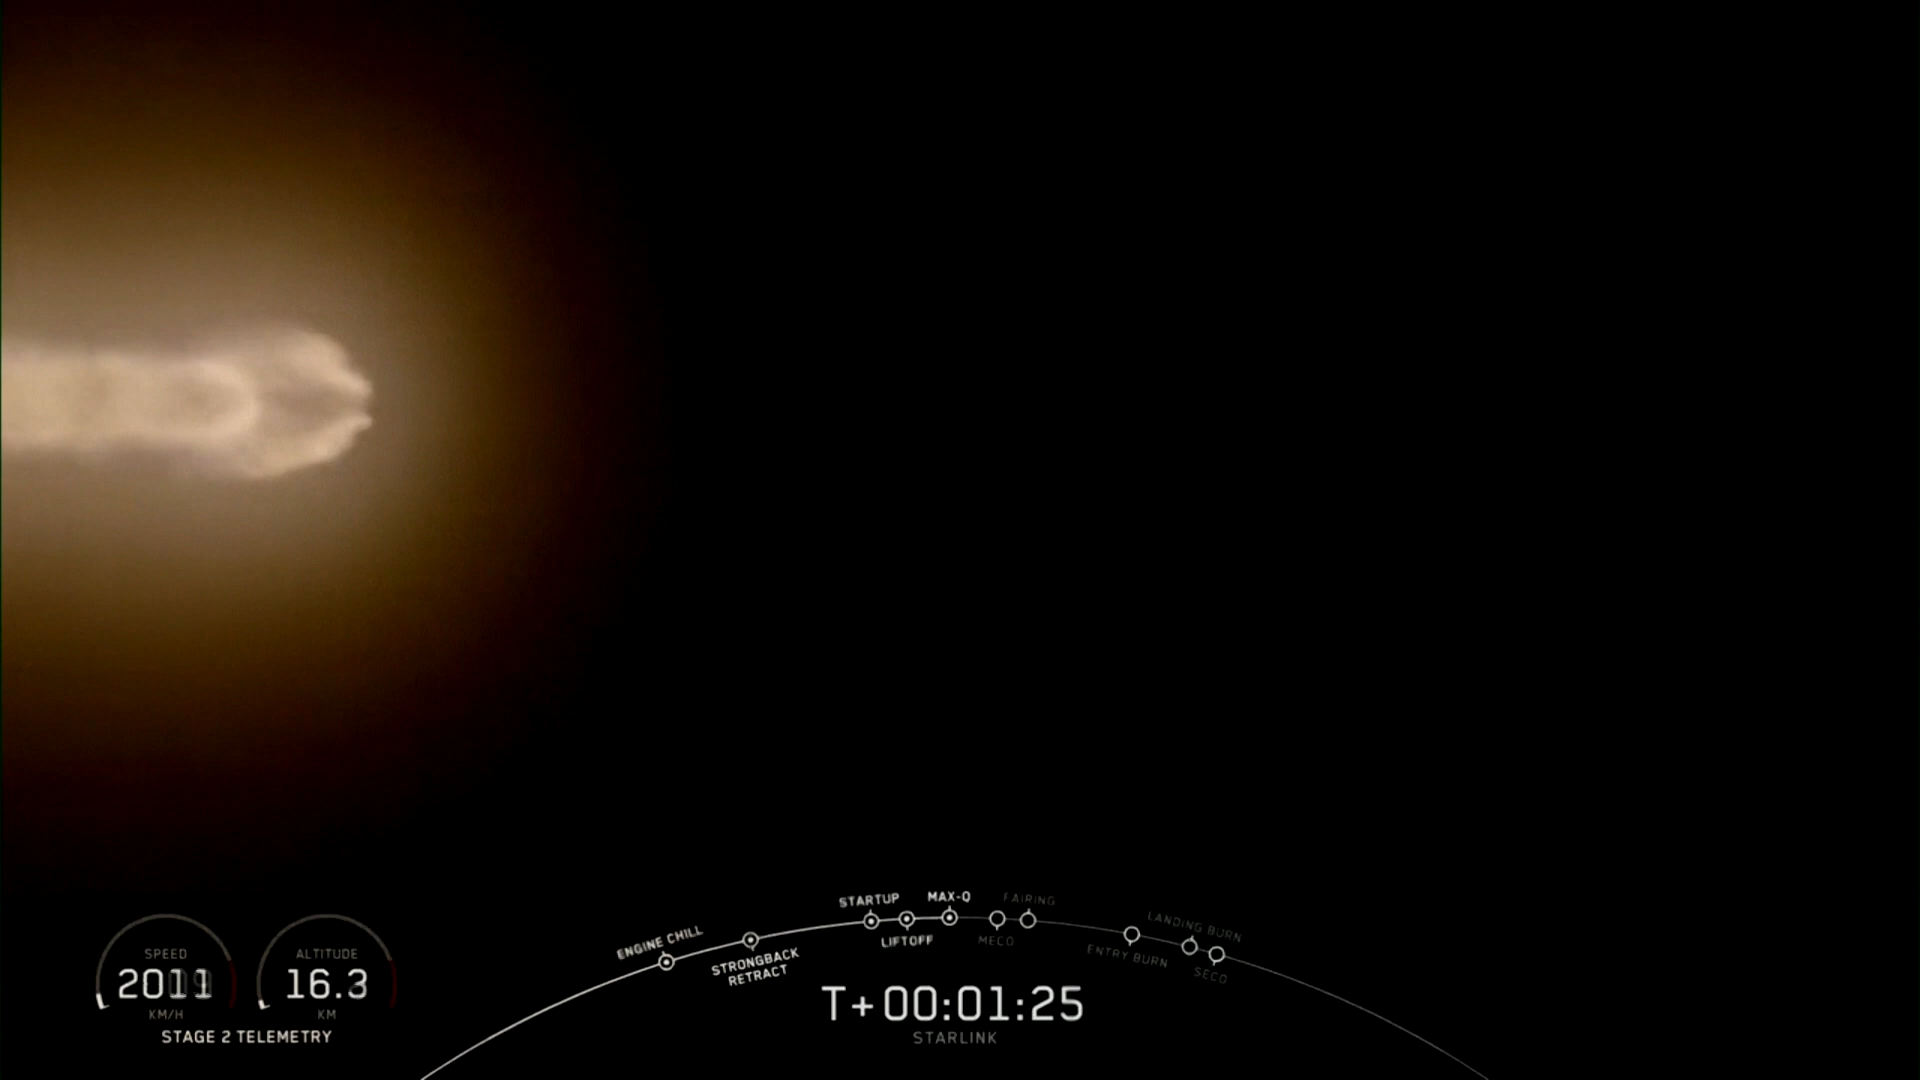 ENGINE CHILL
STRONGBACK
RETRACT
STARTUP
LIFTOFF
MAX-Q
MECO
FAIRING
ENTRY BURN
LANDING BURN
SECO
SPEED
KM/H
ALTITUDE
16.3
KM
STAGE 2 TELEMETRY
T+00:01:25
STARLINK